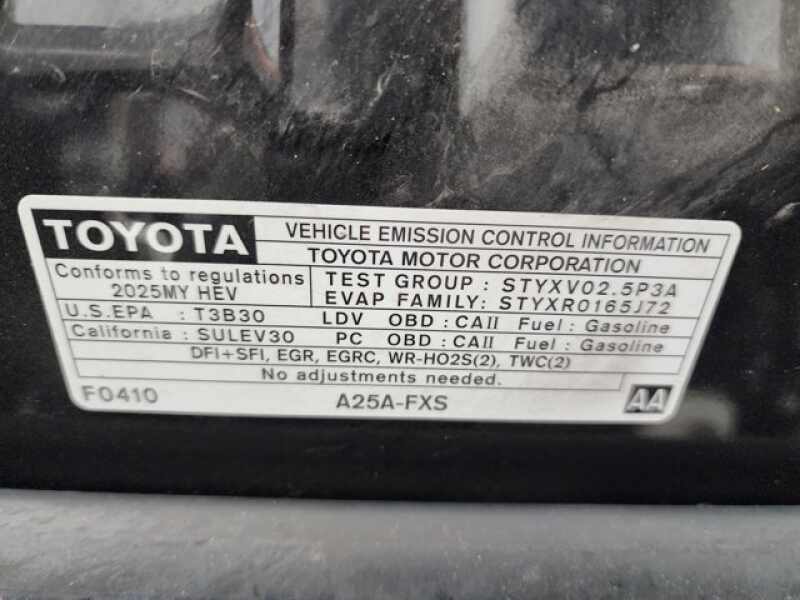 TOYOTA
VEHICLE EMISSION CONTROL INFORMATION
TOYOTA MOTOR CORPORATION
Conforms to regulations
2025MY HEV
TEST GROUP : STYXV02.5P3A
EVAP FAMILY: STYXR0165J72
U.S.EPA : T3B30 LDV OBD : CAII Fuel : Gasoline
California : SULEV30 PC OBD : CAII Fuel : Gasoline
DFI+SFI, EGR, EGRC, WR-HO2S(2), TWC(2)
No adjustments needed.
F0410 A25A-FXS AA